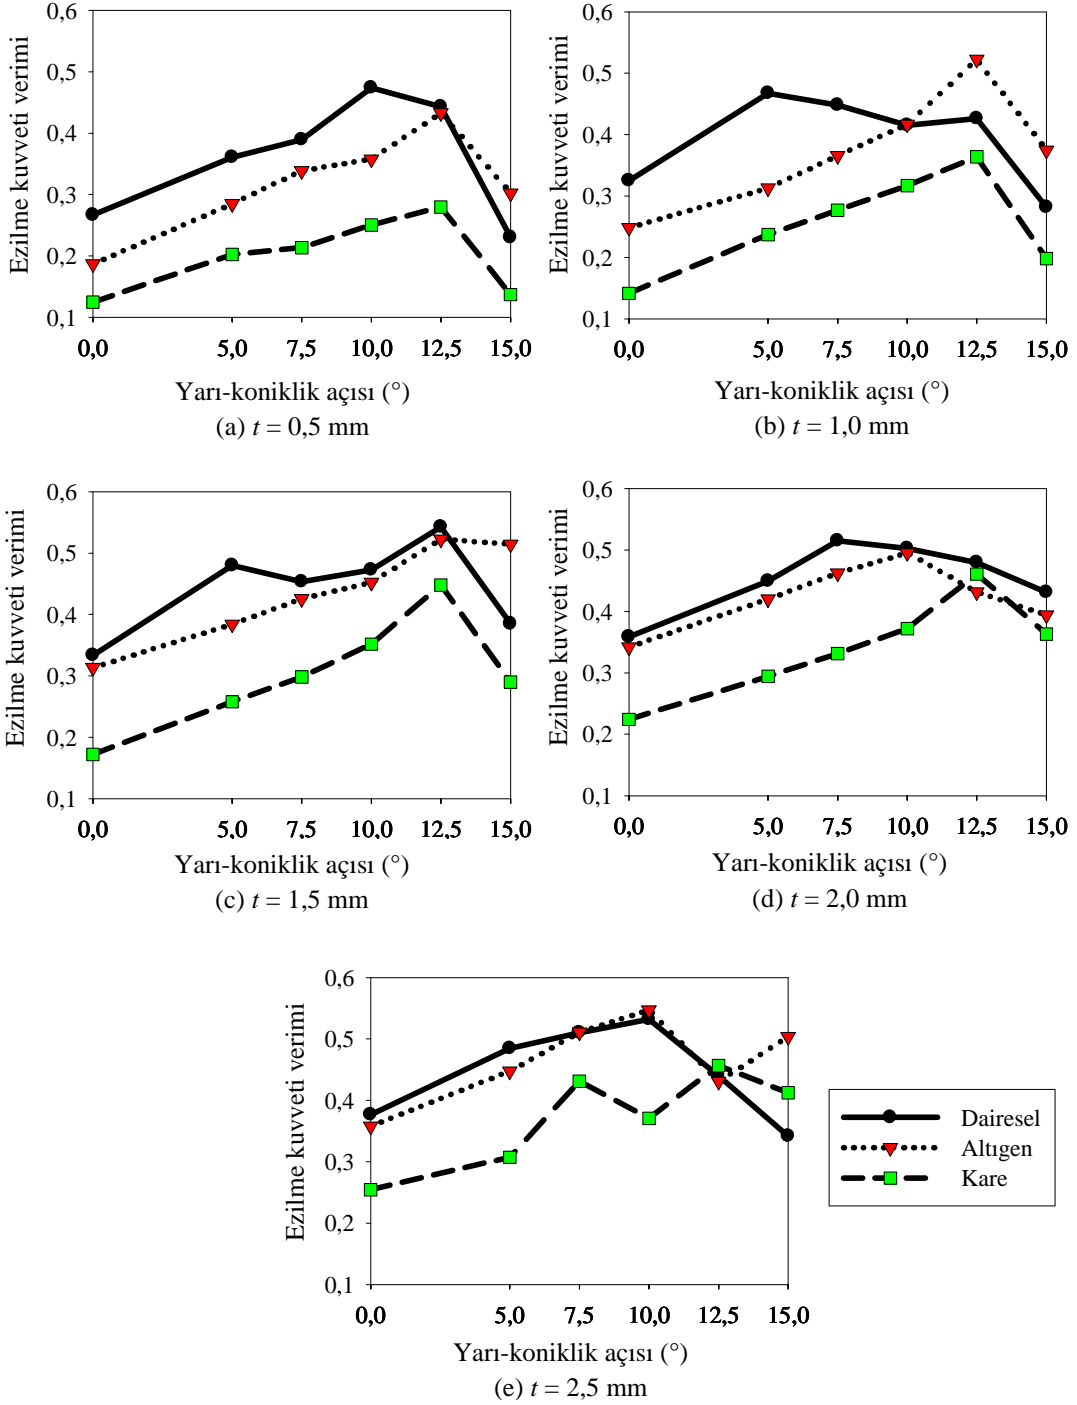 0,6
0,5
0,4
0,3
0,2
0,1
Ezilme kuvveti verimi
0,0 5,0 7,5 10,0 12,5 15,0
Yarı-koniklik açısı (°)
(a) t = 0,5 mm
0,6
0,5
0,4
0,3
0,2
0,1
Ezilme kuvveti verimi
0,0 5,0 7,5 10,0 12,5 15,0
Yarı-koniklik açısı (°)
(b) t = 1,0 mm
0,6
0,5
0,4
0,3
0,2
0,1
Ezilme kuvveti verimi
0,0 5,0 7,5 10,0 12,5 15,0
Yarı-koniklik açısı (°)
(c) t = 1,5 mm
0,6
0,5
0,4
0,3
0,2
0,1
Ezilme kuvveti verimi
0,0 5,0 7,5 10,0 12,5 15,0
Yarı-koniklik açısı (°)
(d) t = 2,0 mm
0,6
0,5
0,4
0,3
0,2
0,1
Ezilme kuvveti verimi
0,0 5,0 7,5 10,0 12,5 15,0
Yarı-koniklik açısı (°)
(e) t = 2,5 mm
Dairesel
Altıgen
Kare